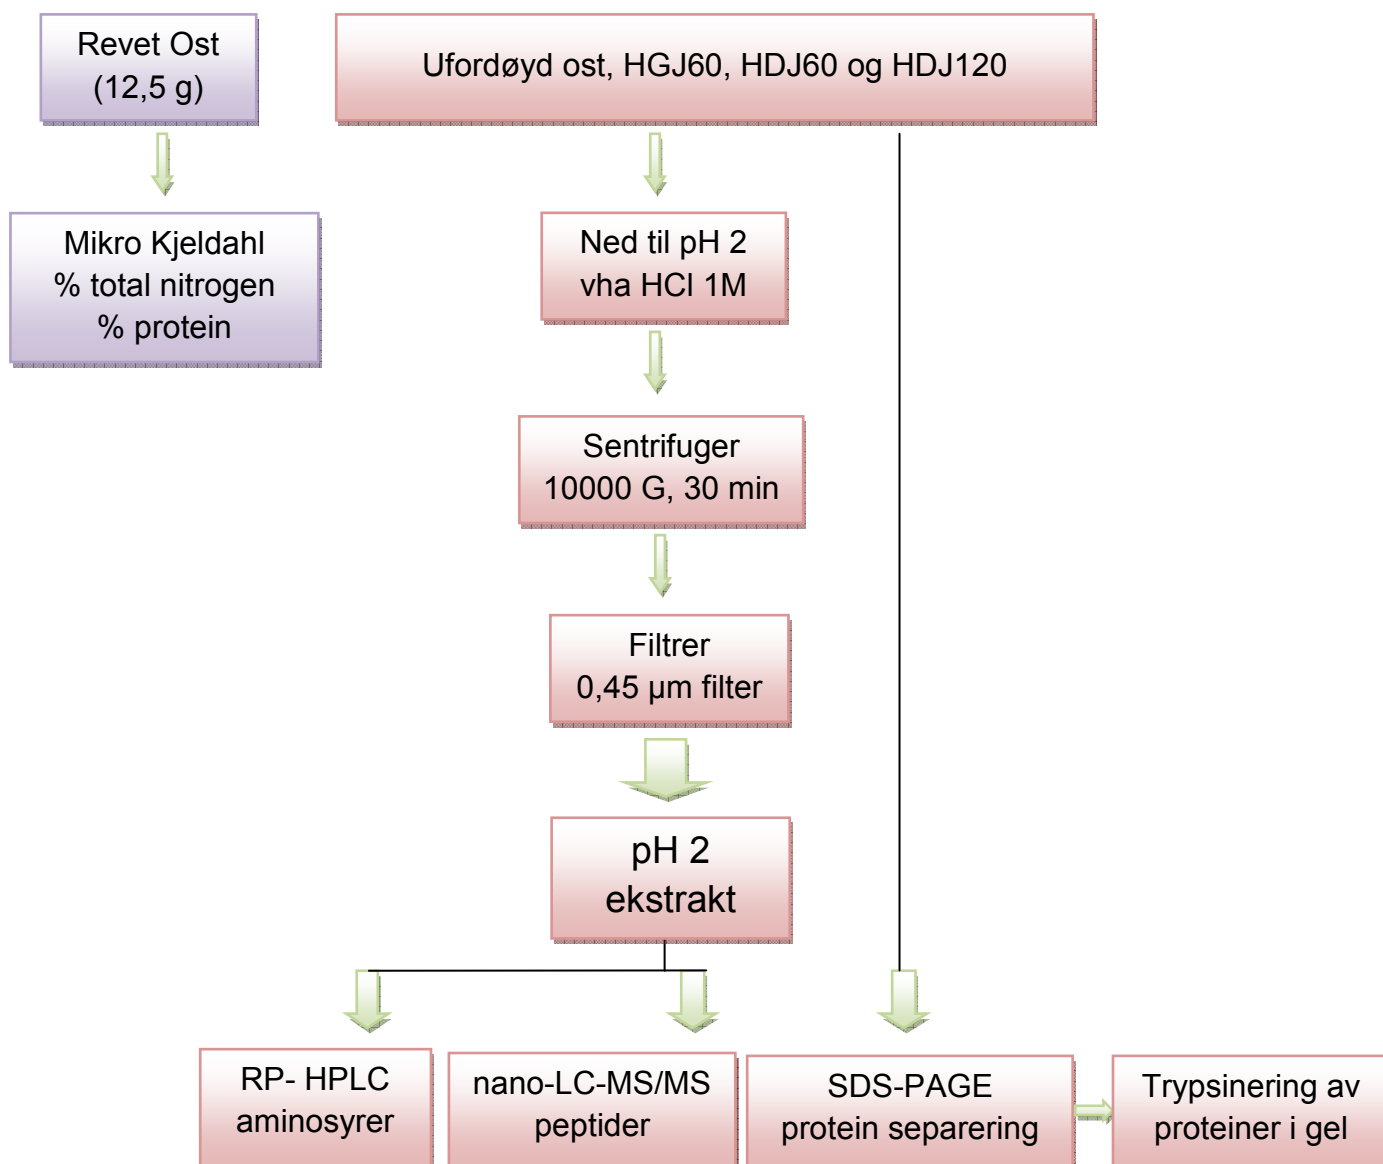 Revet Ost
(12,5 g)
Ufordøyd ost, HGJ60, HDJ60 og HDJ120
Mikro Kjeldahl
% total nitrogen
% protein
Ned til pH 2
vha HCl 1M
Sentrifuger
10000 G, 30 min
Filtrer
0,45 µm filter
pH 2
ekstrakt
RP- HPLC
aminosyrer
nano-LC-MS/MS
peptider
SDS-PAGE
protein separering
Trypsinering av
proteiner i gel